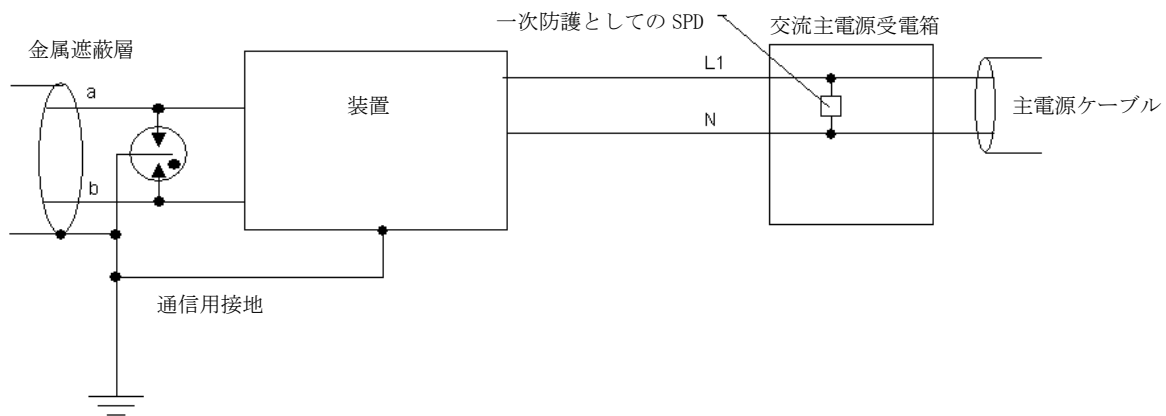 一次防護としての SPD
交流主電源受電箱
金属遮蔽層
L1
a
装置
主電源ケーブル
N
b
通信用接地